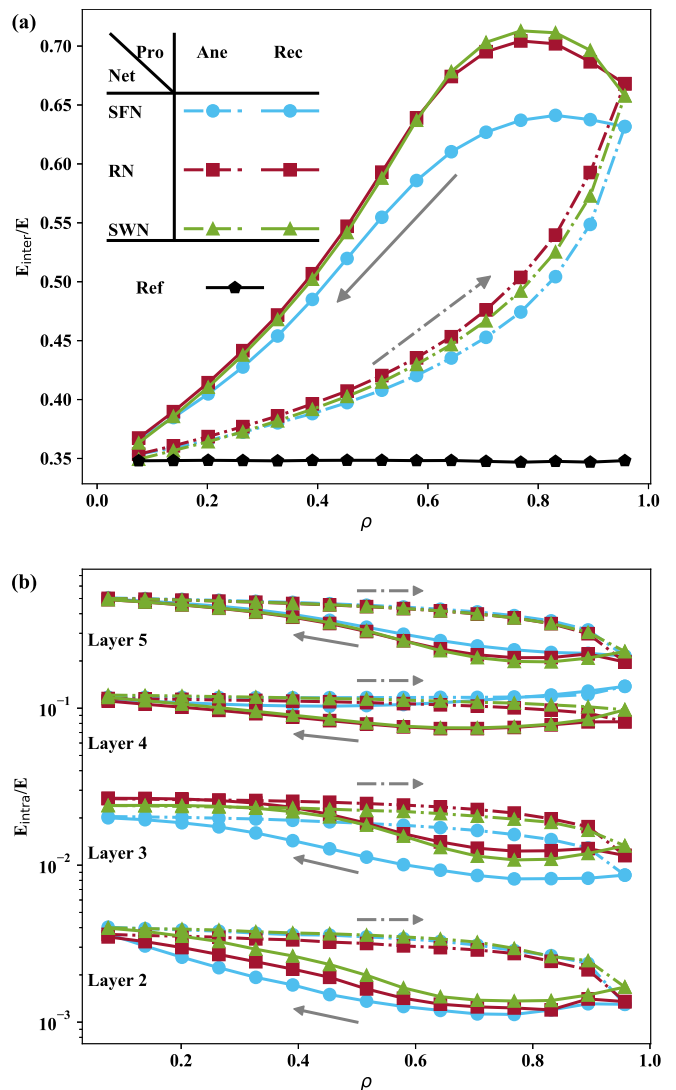 (a)
Pro Ane Rec
Net
SFN
RN
SWN
Ref
E_inter/E
0.70
0.65
0.60
0.55
0.50
0.45
0.40
0.35
0.0 0.2 0.4 0.6 0.8 1.0
ρ
(b)
Layer 5
Layer 4
Layer 3
Layer 2
E_intra/E
10⁻¹
10⁻²
10⁻³
0.2 0.4 0.6 0.8 1.0
ρ